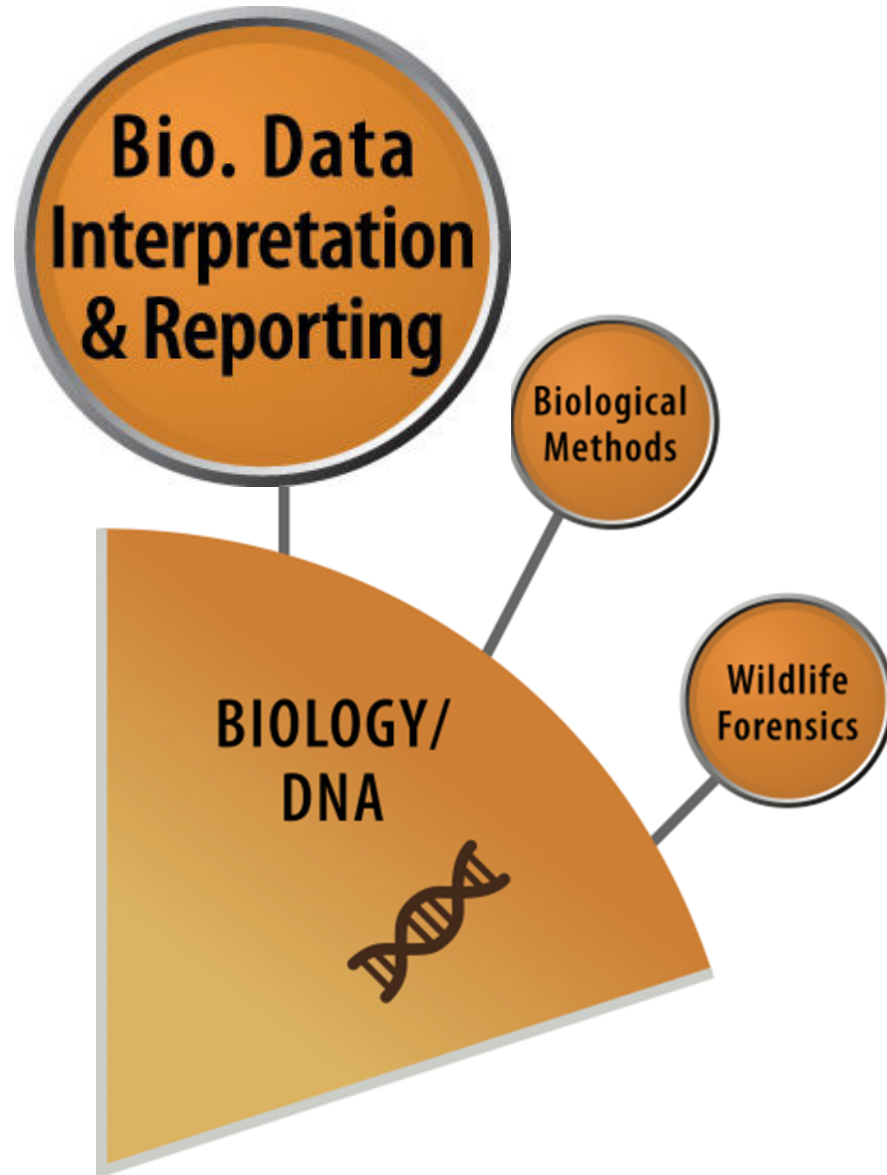 Bio. Data
Interpretation
& Reporting
Biological
Methods
Wildlife
Forensics
BIOLOGY/
DNA